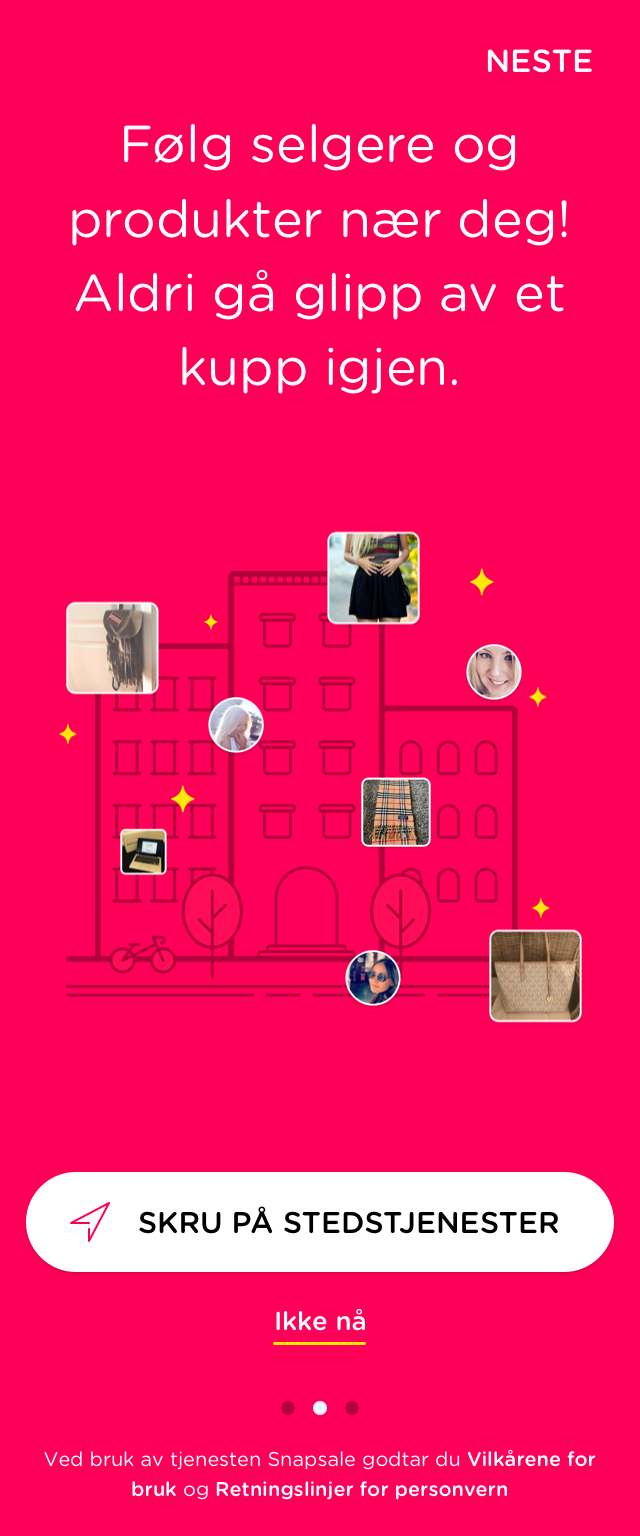 NESTE
Følg selgere og
produkter nær deg!
Aldri gå glipp av et
kupp igjen.
SKRU PÅ STEDSTJENESTER
Ikke nå
Ved bruk av tjenesten Snapsale godtar du Vilkårene for
bruk og Retningslinjer for personvern